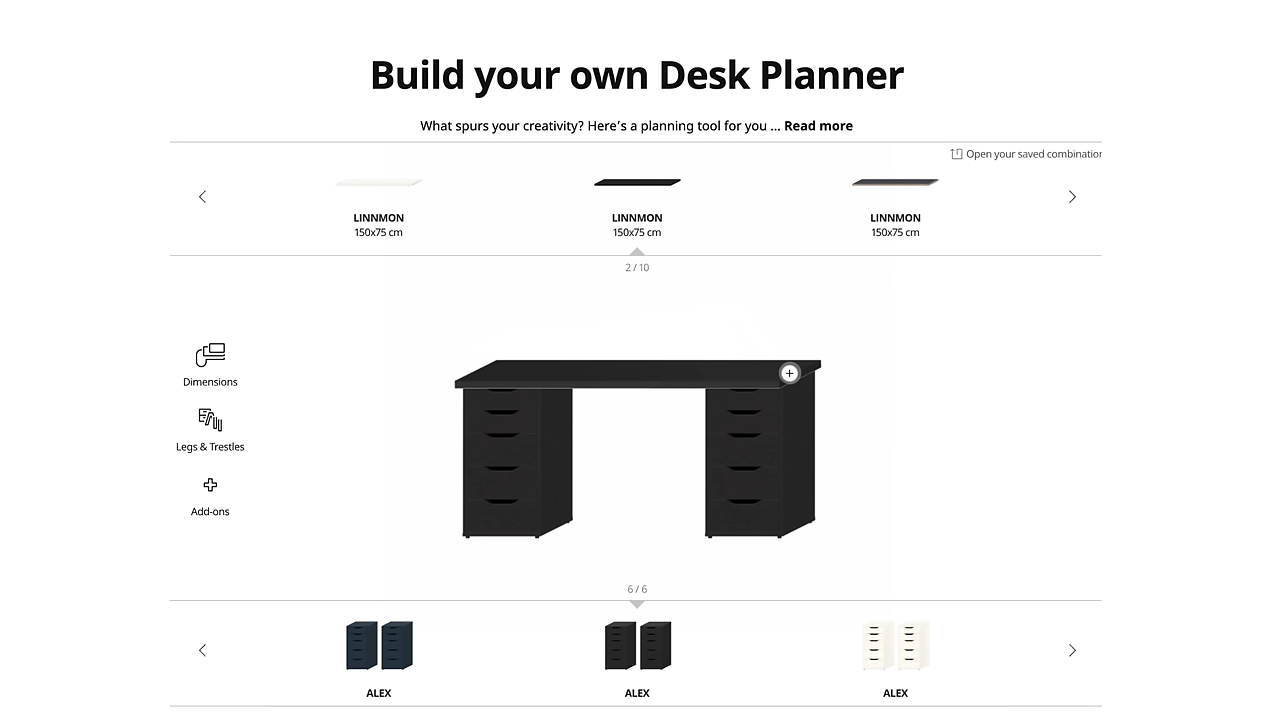 Build your own Desk Planner
What spurs your creativity? Here's a planning tool for you ... Read more
Open your saved combination
LINNMON
150x75 cm
LINNMON
150x75 cm
LINNMON
150x75 cm
2 / 10
Dimensions
Legs & Trestles
Add-ons
6 / 6
ALEX
ALEX
ALEX